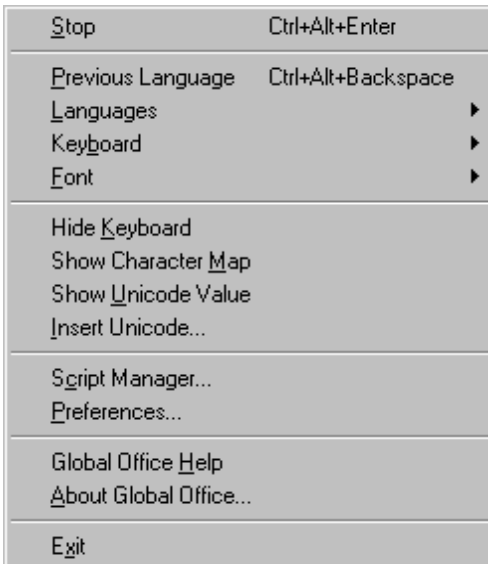 Stop Ctrl+Alt+Enter
Previous Language Ctrl+Alt+Backspace
Languages
Keyboard
Font
Hide Keyboard
Show Character Map
Show Unicode Value
Insert Unicode...
Script Manager...
Preferences...
Global Office Help
About Global Office...
Exit